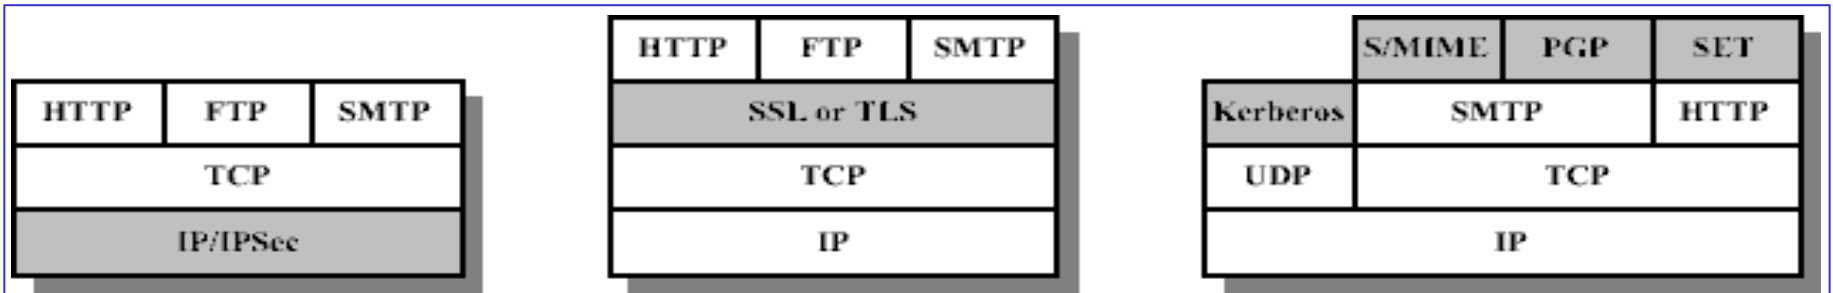 HTTP FTP SMTP
TCP
IP/IPSec
HTTP FTP SMTP
SSL or TLS
TCP
IP
S/MIME PGP SET
Kerberos SMTP HTTP
UDP TCP
IP